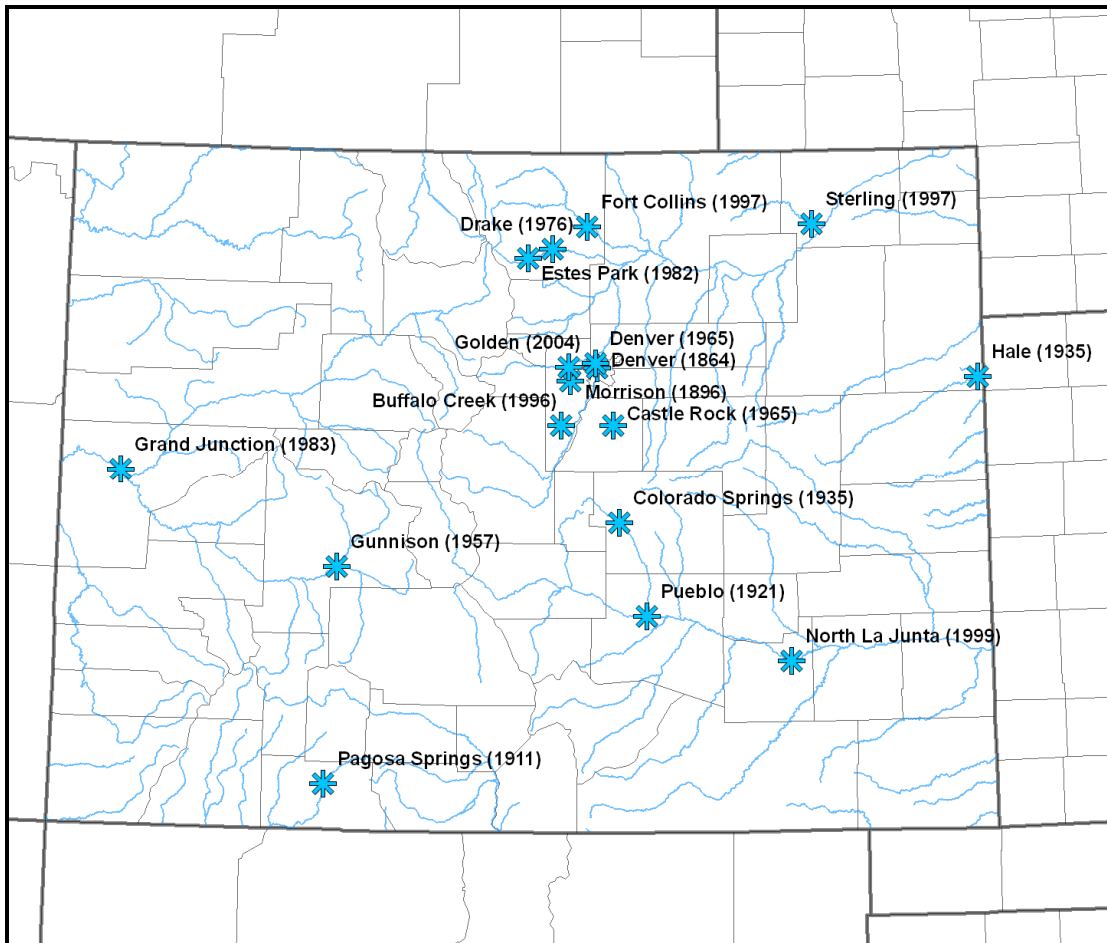 Fort Collins (1997)
Sterling (1997)
Drake (1976)
Estes Park (1982)
Golden (2004)
Denver (1965)
Denver (1864)
Hale (1935)
Morrison (1896)
Buffalo Creek (1996)
Castle Rock (1965)
Grand Junction (1983)
Colorado Springs (1935)
Gunnison (1957)
Pueblo (1921)
North La Junta (1999)
Pagosa Springs (1911)